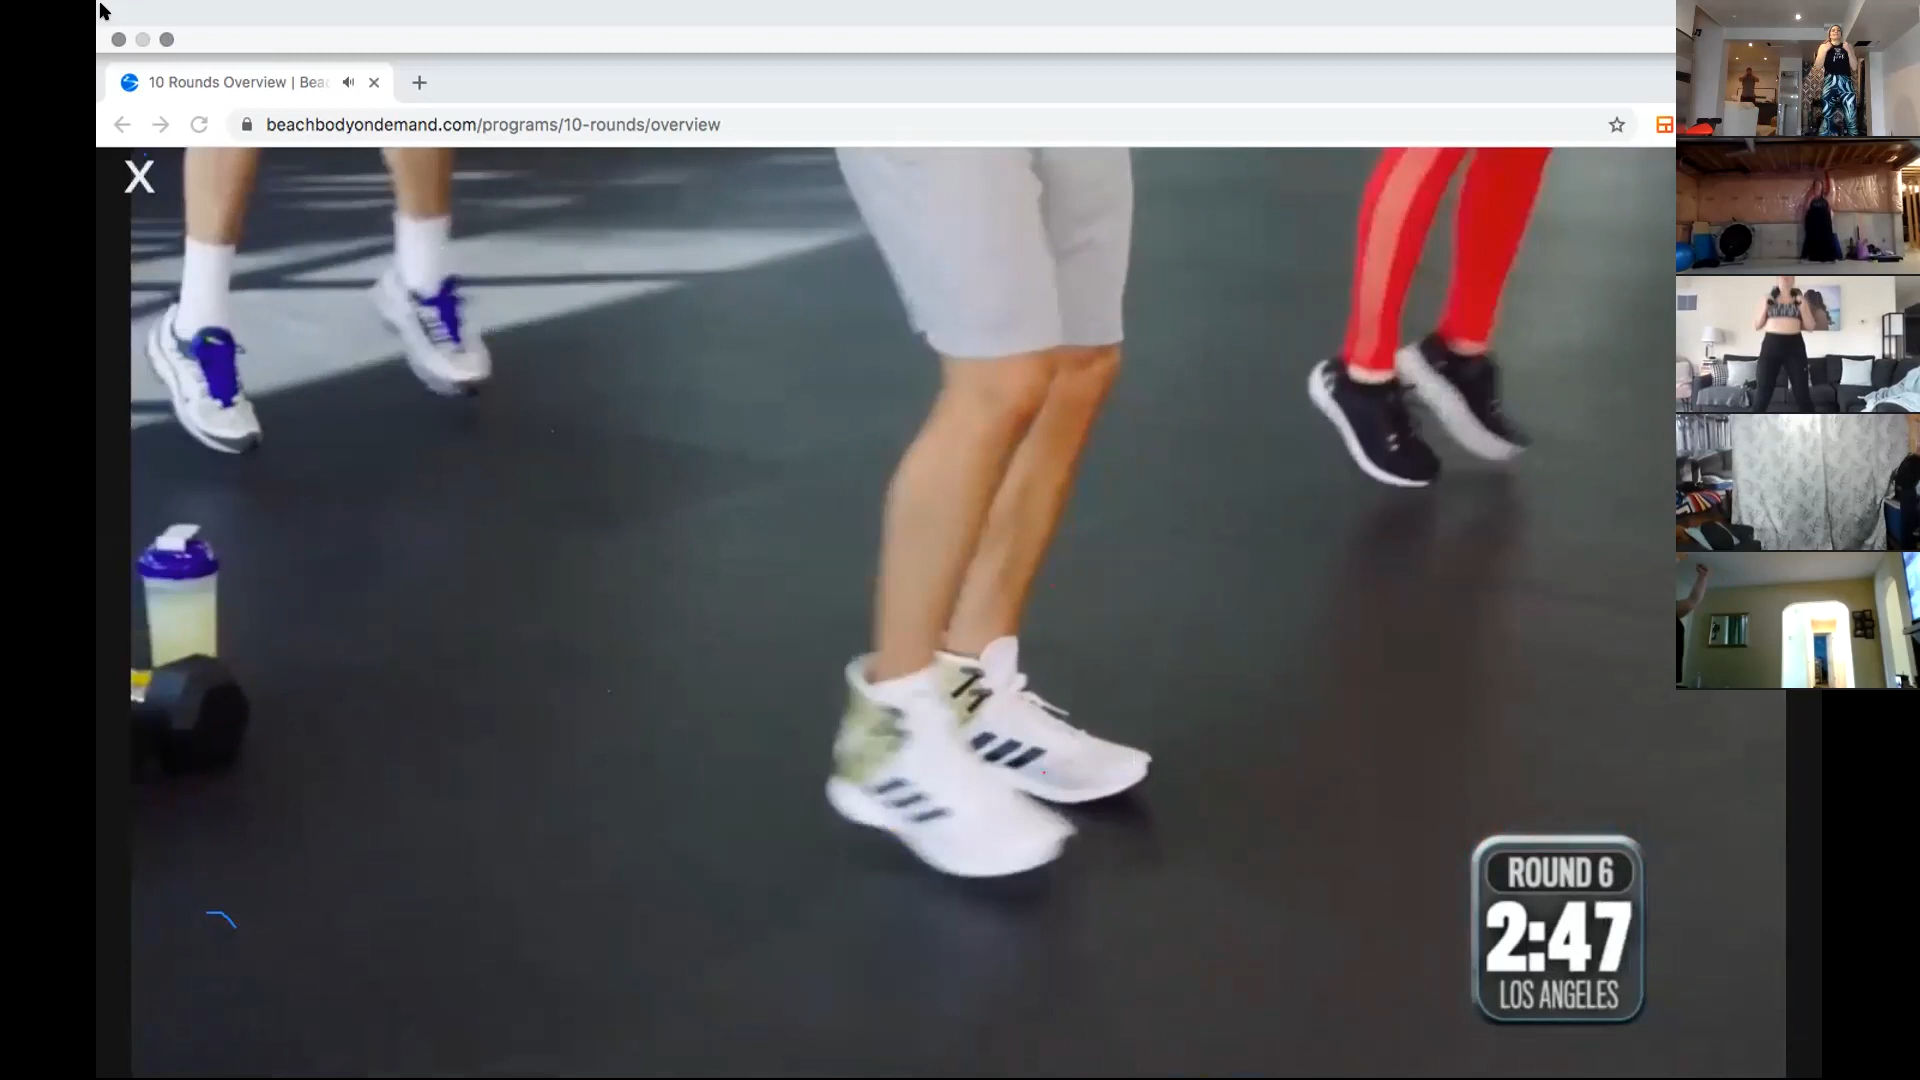 10 Rounds Overview | Bea
beachbodyondemand.com/programs/10-rounds/overview
X
ROUND 6
2:47
LOS ANGELES